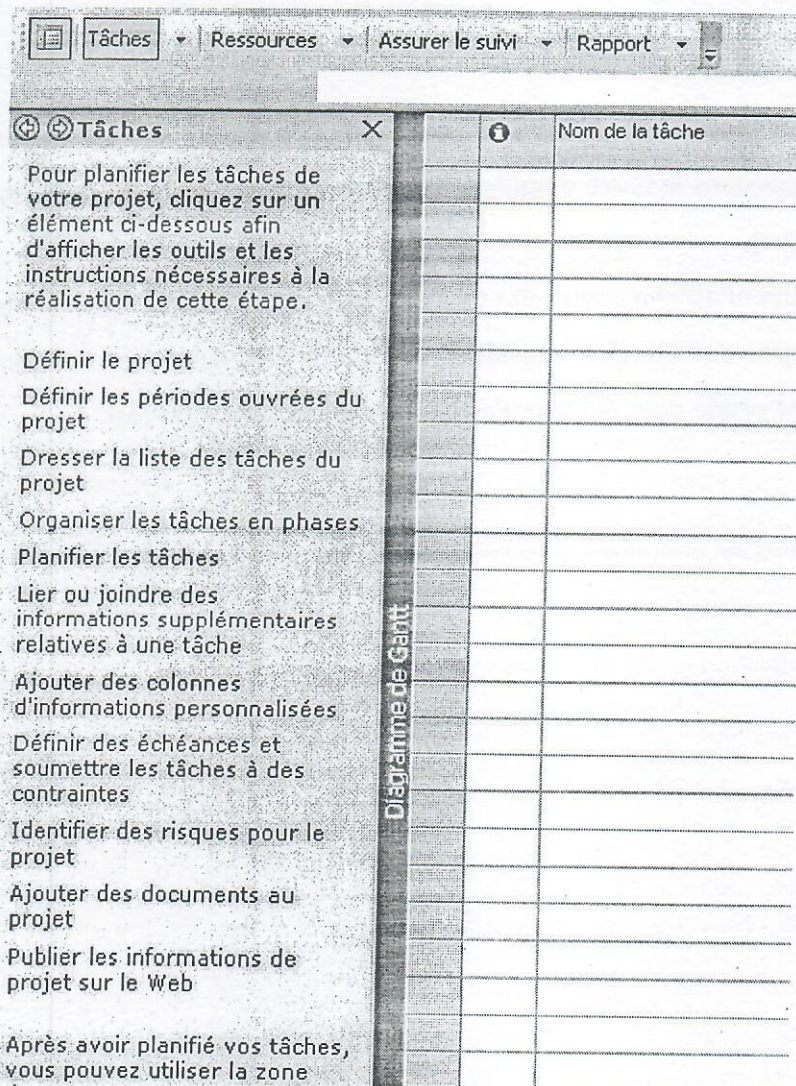 Tâches Ressources Assurer le suivi Rapport
Tâches
Nom de la tâche
Pour planifier les tâches de
votre projet, cliquez sur un
élément ci-dessous afin
d'afficher les outils et les
instructions nécessaires à la
réalisation de cette étape.
Définir le projet
Définir les périodes ouvrées du
projet
Dresser la liste des tâches du
projet
Organiser les tâches en phases
Planifier les tâches
Lier ou joindre des
informations supplémentaires
relatives à une tâche
Ajouter des colonnes
d'informations personnalisées
Définir des échéances et
soumettre les tâches à des
contraintes
Identifier des risques pour le
projet
Ajouter des documents au
projet
Publier les informations de
projet sur le Web
Après avoir planifié vos tâches,
vous pouvez utiliser la zone
Diagramme de Gantt